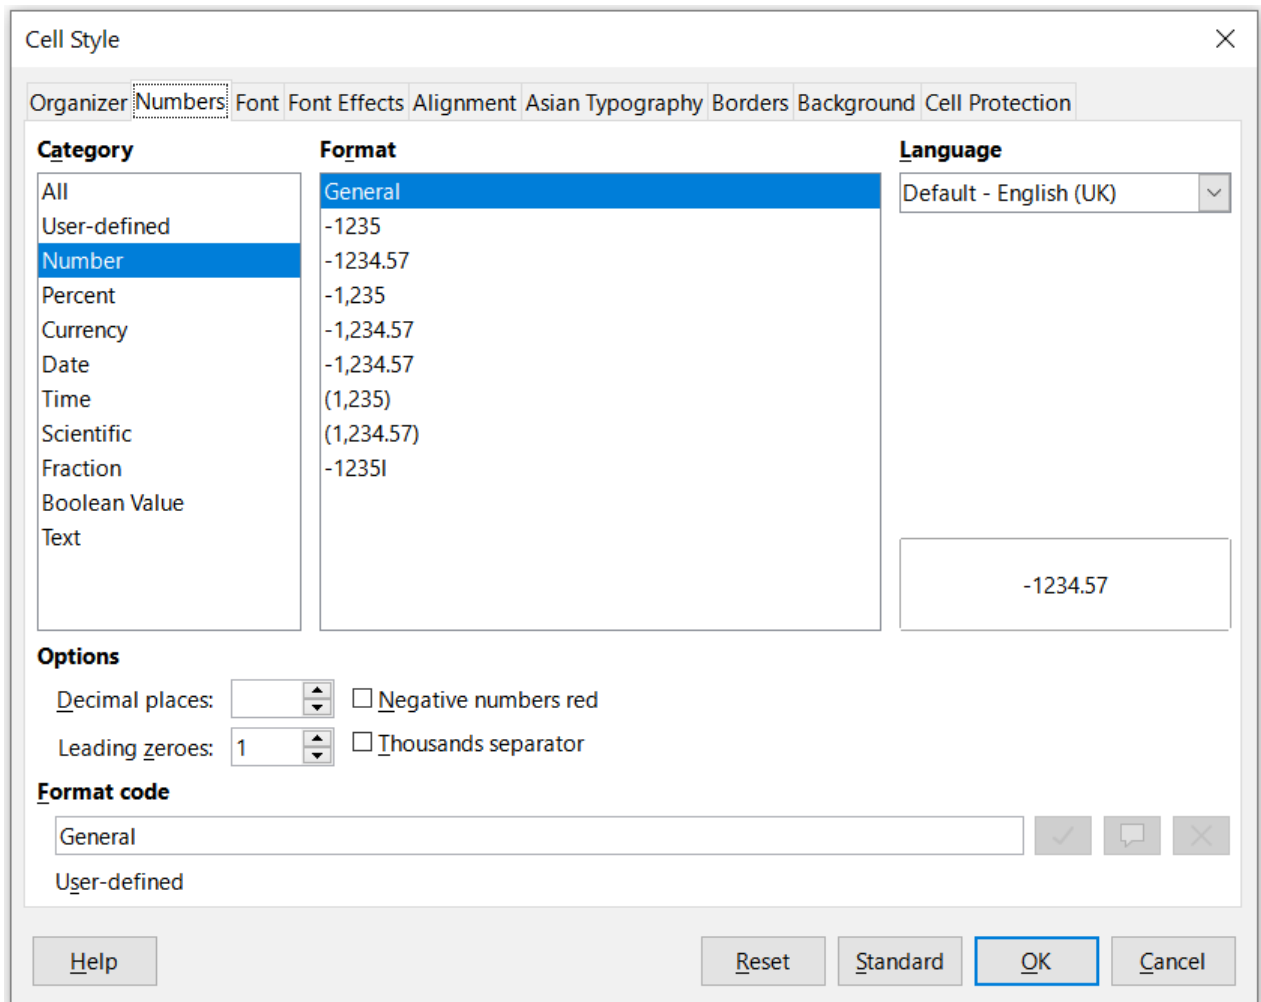 Cell Style
Organizer Numbers Font Font Effects Alignment Asian Typography Borders Background Cell Protection
Category
All
User-defined
Number
Percent
Currency
Date
Time
Scientific
Fraction
Boolean Value
Text
Format
General
-1235
-1234.57
-1,235
-1,234.57
-1,234.57
(1,235)
(1,234.57)
-1235l
Language
Default - English (UK)
-1234.57
Options
Decimal places:
Negative numbers red
Leading zeroes: 1
Thousands separator
Format code
General
User-defined
Help Reset Standard OK Cancel